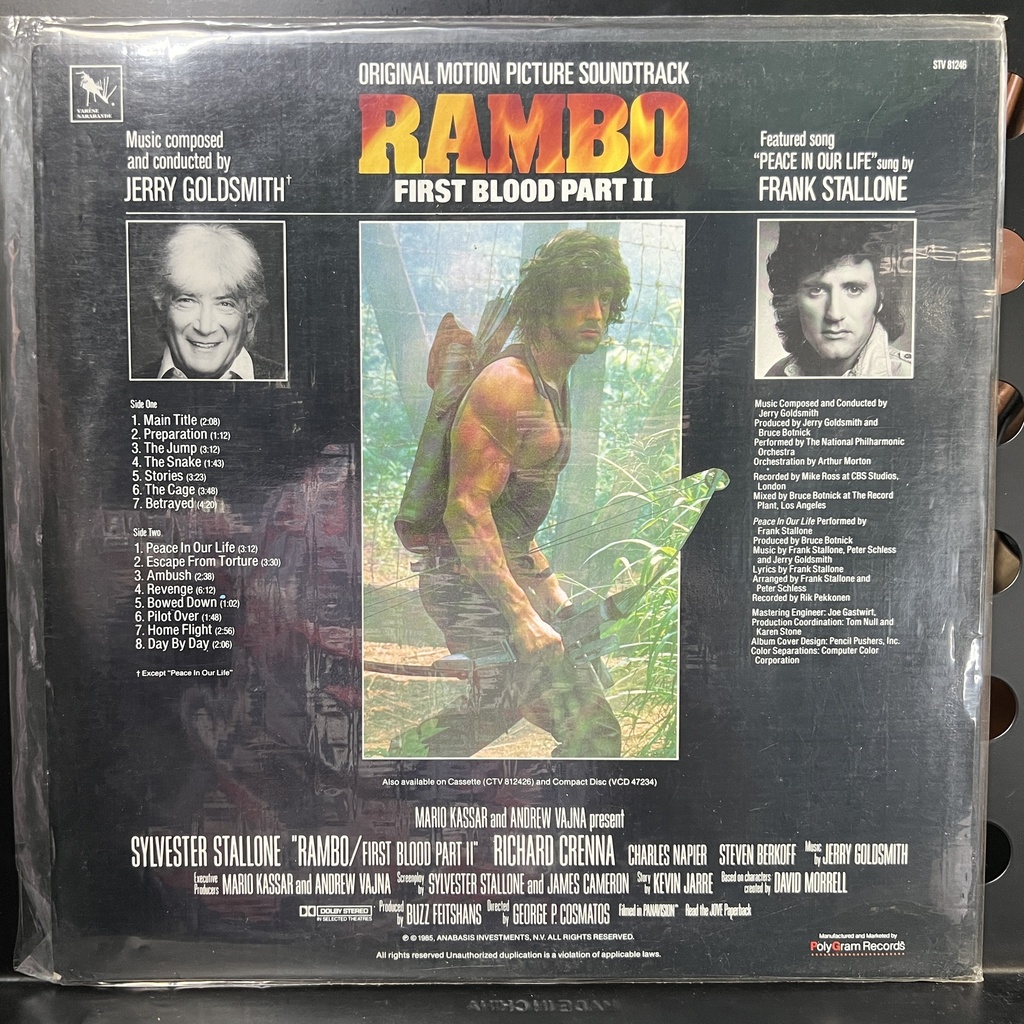 STV 81246
VARÈSE
SARABANDE
ORIGINAL MOTION PICTURE SOUNDTRACK
RAMBO
FIRST BLOOD PART II
Music composed
and conducted by
JERRY GOLDSMITH†
Featured song
"PEACE IN OUR LIFE" sung by
FRANK STALLONE
Side One
1. Main Title (2:08)
2. Preparation (1:12)
3. The Jump (3:12)
4. The Snake (1:43)
5. Stories (3:23)
6. The Cage (3:48)
7. Betrayed (4:20)
Side Two
1. Peace In Our Life (3:12)
2. Escape From Torture (3:30)
3. Ambush (2:38)
4. Revenge (6:12)
5. Bowed Down (1:02)
6. Pilot Over (1:48)
7. Home Flight (2:56)
8. Day By Day (2:06)
† Except "Peace In Our Life"
Music Composed and Conducted by
Jerry Goldsmith
Produced by Jerry Goldsmith and
Bruce Botnick
Performed by The National Philharmonic
Orchestra
Orchestration by Arthur Morton
Recorded by Mike Ross at CBS Studios,
London
Mixed by Bruce Botnick at The Record
Plant, Los Angeles
Peace In Our Life Performed by
Frank Stallone
Produced by Bruce Botnick
Music by Frank Stallone, Peter Schless
and Jerry Goldsmith
Lyrics by Frank Stallone
Arranged by Frank Stallone and
Peter Schless
Recorded by Rik Pekkonen
Mastering Engineer: Joe Gastwirt,
Production Coordination: Tom Null and
Karen Stone
Album Cover Design: Pencil Pushers, Inc.
Color Separations: Computer Color
Corporation
Also available on Cassette (CTV 812426) and Compact Disc (VCD 47234)
MARIO KASSAR and ANDREW VAJNA present
SYLVESTER STALLONE "RAMBO/FIRST BLOOD PART II" RICHARD CRENNA CHARLES NAPIER STEVEN BERKOFF Music by JERRY GOLDSMITH
Executive Producers MARIO KASSAR and ANDREW VAJNA Screenplay by SYLVESTER STALLONE and JAMES CAMERON Story by KEVIN JARRE Based on characters created by DAVID MORRELL
DOLBY STEREO IN SELECTED THEATRES Produced by BUZZ FEITSHANS Directed by GEORGE P. COSMATOS Filmed in PANAVISION™ Read the JOVE Paperback
℗ © 1985, ANABASIS INVESTMENTS, N.V. ALL RIGHTS RESERVED.
All rights reserved Unauthorized duplication is a violation of applicable laws.
Manufactured and Marketed by
PolyGram Records